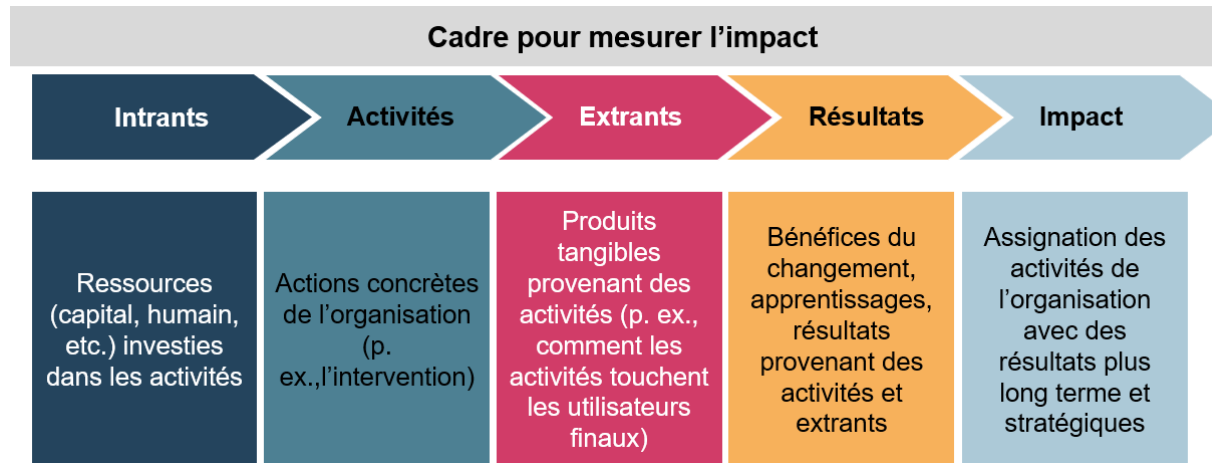 Cadre pour mesurer l’impact
Intrants
Activités
Extrants
Résultats
Impact
Ressources
(capital, humain,
etc.) investies
dans les activités
Actions concrètes
de l’organisation
(p.
ex.,l’intervention)
Produits
tangibles
provenant des
activités (p. ex.,
comment les
activités touchent
les utilisateurs
finaux)
Bénéfices du
changement,
apprentissages,
résultats
provenant des
activités et
extrants
Assignation des
activités de
l’organisation
avec des
résultats plus
long terme et
stratégiques